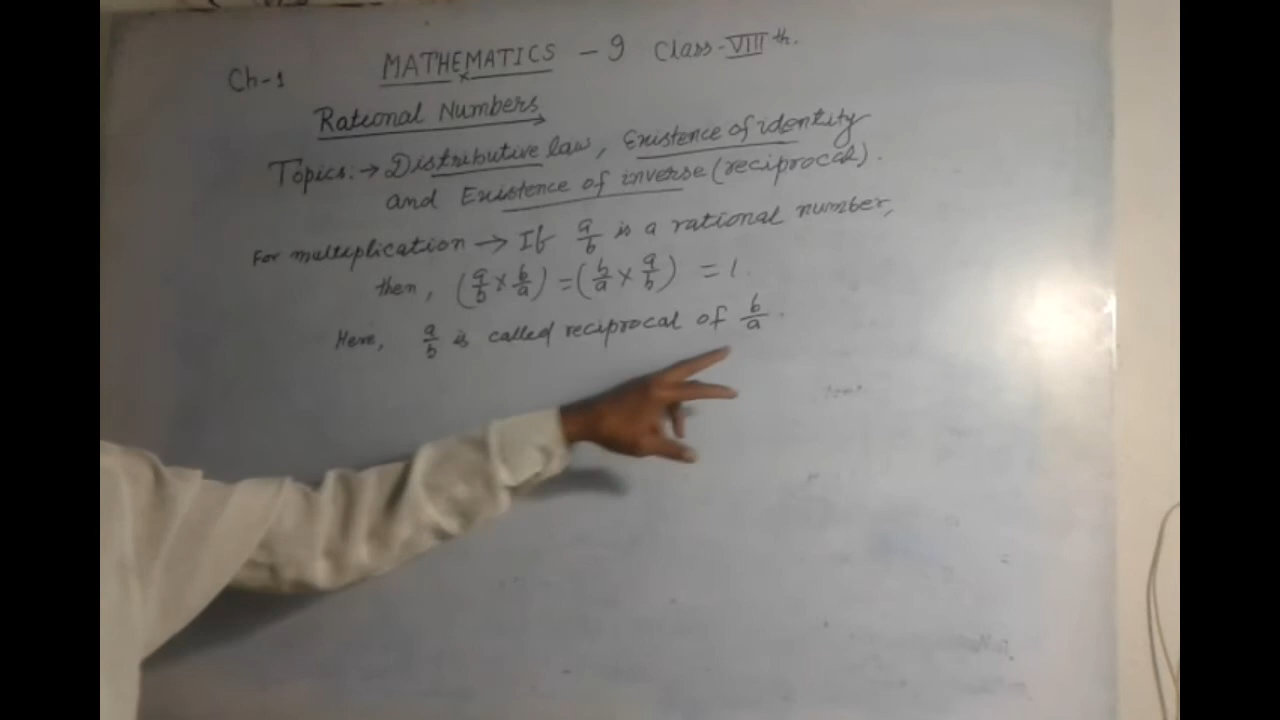 Ch-1 MATHEMATICS - 9 Class-VIII th.
Rational Numbers
Topics:→ Distributive law, Existence of identity
and Existence of inverse (reciprocal).
For multiplication → If a/b is a rational number,
then, (a/b × b/a) = (b/a × a/b) = 1.
Here, a/b is called reciprocal of b/a.